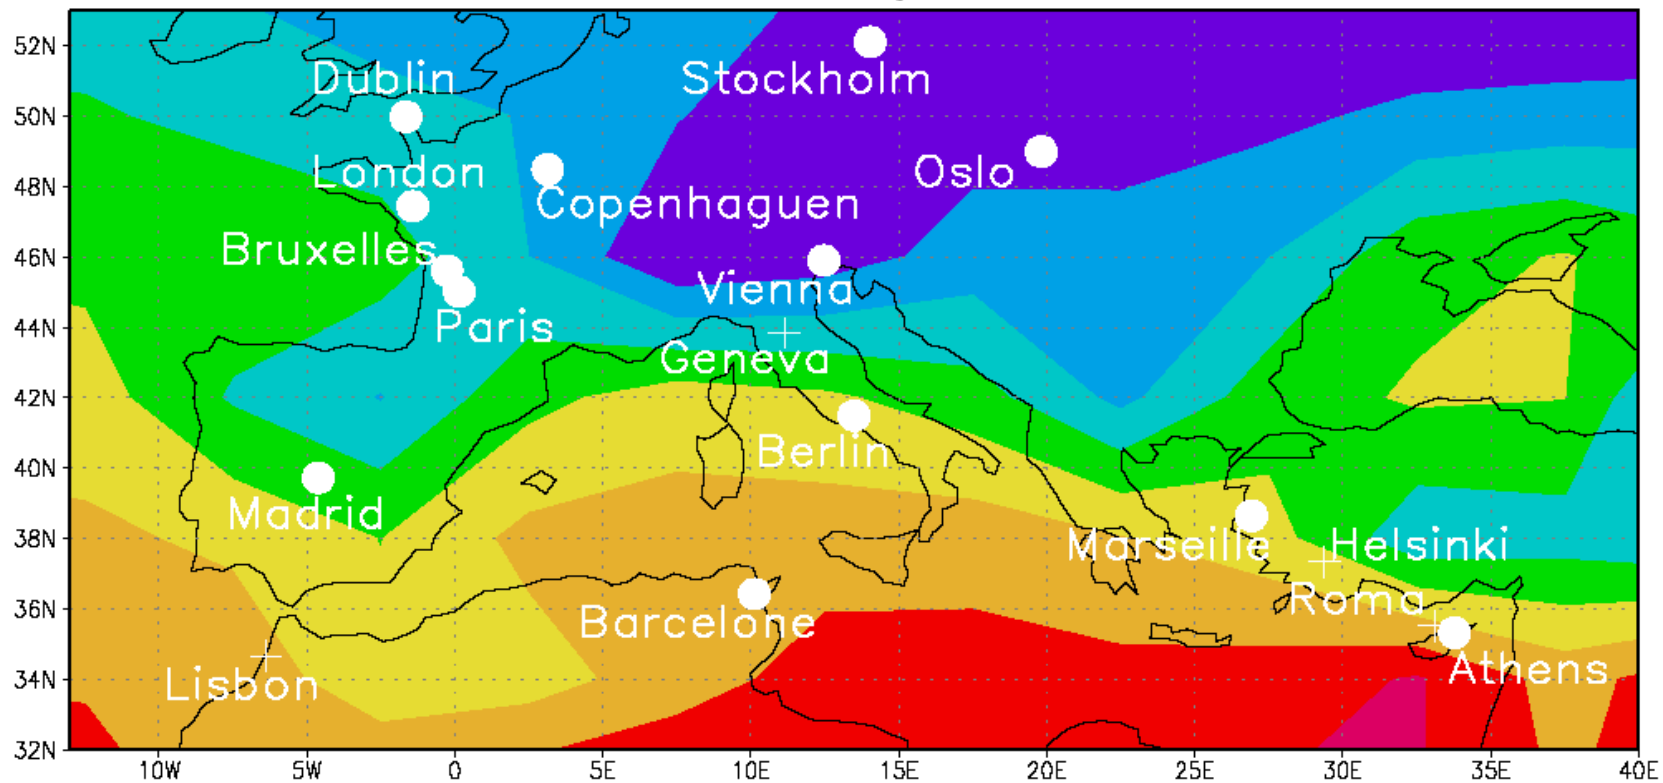 52N
Dublin
Stockholm
50N
London
Oslo
48N
Copenhaguen
Bruxelles
46N
Vienna
Paris
44N
Geneva
42N
Berlin
40N
Madrid
38N
Marseille
Helsinki
36N
Roma
Barcelone
Athens
34N
Lisbon
32N
10W 5W 0 5E 10E 15E 20E 25E 30E 35E 40E